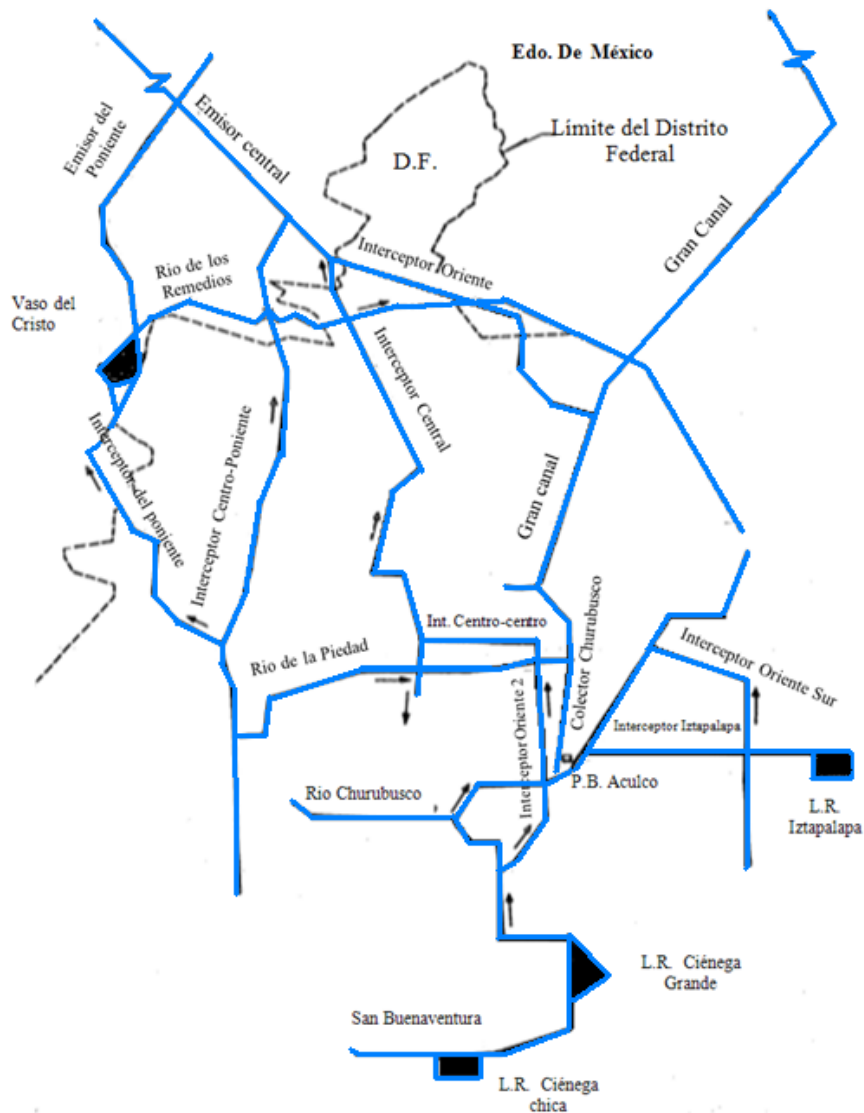 Edo. De México
Emisor del
Poniente
Emisor central
Límite del Distrito
Federal
D.F.
Gran Canal
Interceptor Oriente
Rio de los
Remedios
Vaso del
Cristo
Interceptor Central
Interceptor del poniente
Interceptor Centro-Poniente
Gran canal
Int. Centro-centro
Colector Churubusco
Rio de la Piedad
Interceptor Oriente Sur
Interceptor Oriente 2
Interceptor Iztapalapa
P.B. Aculco
Rio Churubusco
L.R.
Iztapalapa
L.R. Ciénega
Grande
San Buenaventura
L.R. Ciénega
chica